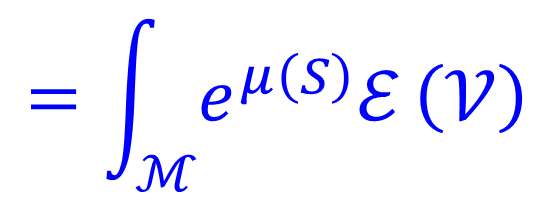 = ∫_ℳ e^{μ(S)} ℰ (𝒱)